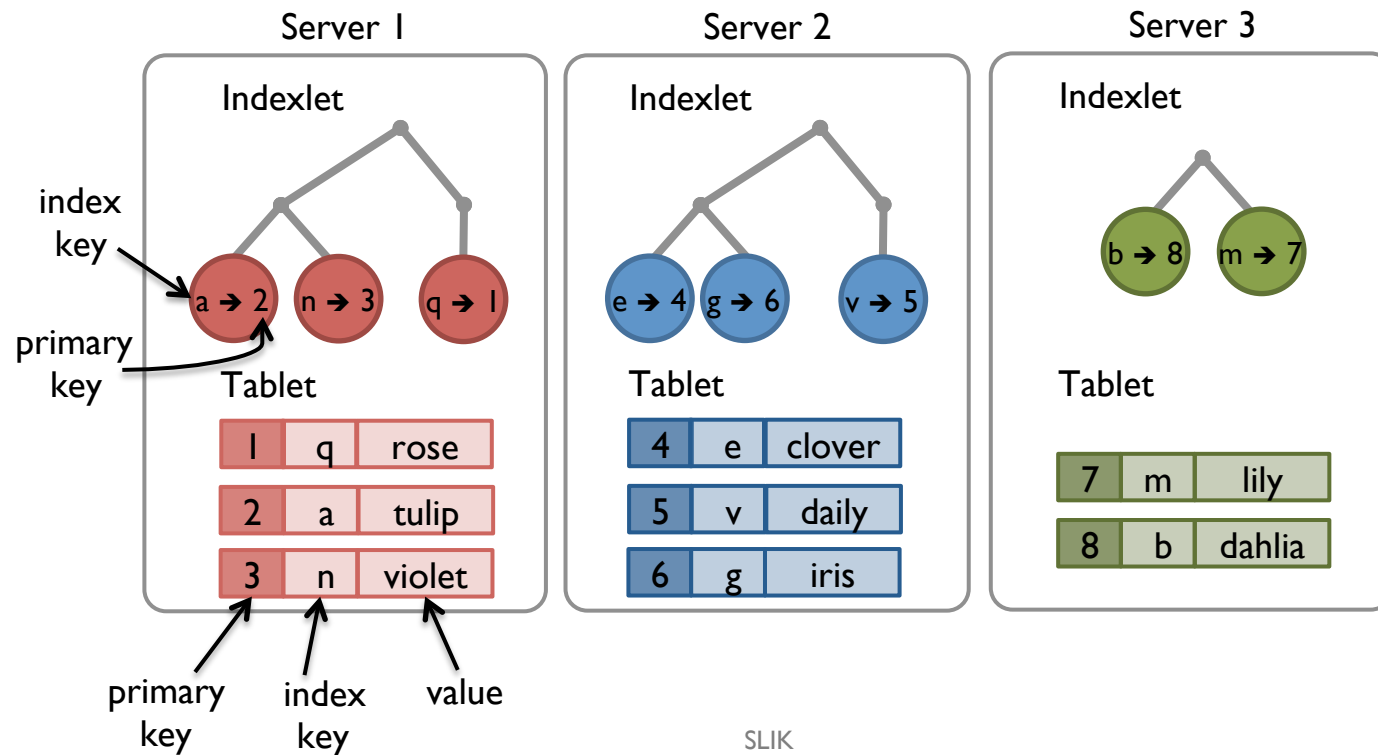 Server 1
Server 2
Server 3
Indexlet
Indexlet
Indexlet
index
key
a → 2
n → 3
q → 1
e → 4
g → 6
v → 5
b → 8
m → 7
primary
key
Tablet
Tablet
Tablet
1 q rose
2 a tulip
3 n violet
4 e clover
5 v daily
6 g iris
7 m lily
8 b dahlia
primary
key
index
key
value
SLIK